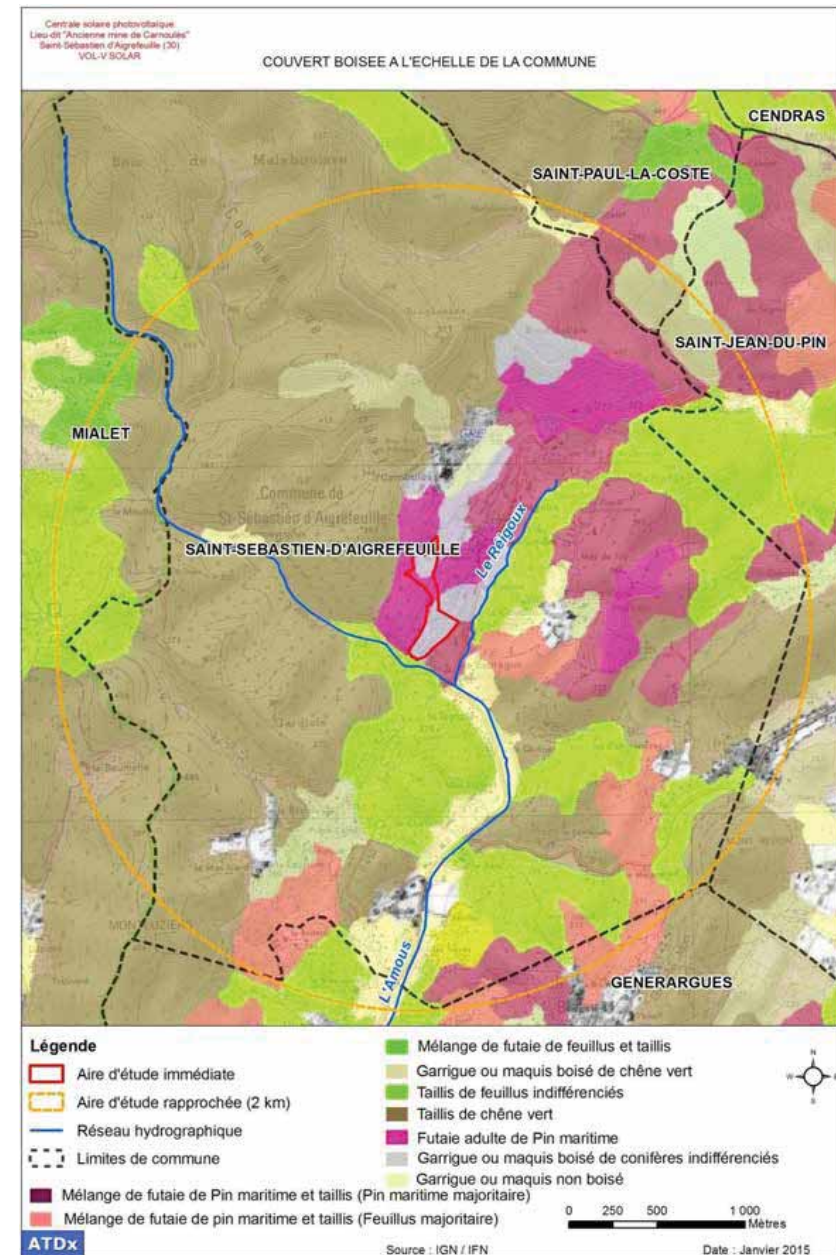 Centrale solaire photovoltaïque
Lieu-dit "Ancienne mine de Carnoulès"
Saint-Sébastien d'Aigrefeuille (30)
VOL-V SOLAR
COUVERT BOISEE A L'ECHELLE DE LA COMMUNE
CENDRAS
SAINT-PAUL-LA-COSTE
SAINT-JEAN-DU-PIN
MIALET
Commune de
St-Sébastien d'Aigrefeuille
SAINT-SEBASTIEN-D'AIGREFEUILLE
Le Reigoux
L'Amous
GENERARGUES
Légende
Aire d'étude immédiate
Aire d'étude rapprochée (2 km)
Réseau hydrographique
Limites de commune
Mélange de futaie de Pin maritime et taillis (Pin maritime majoritaire)
Mélange de futaie de pin maritime et taillis (Feuillus majoritaire)
Mélange de futaie de feuillus et taillis
Garrigue ou maquis boisé de chêne vert
Taillis de feuillus indifférenciés
Taillis de chêne vert
Futaie adulte de Pin maritime
Garrigue ou maquis boisé de conifères indifférenciés
Garrigue ou maquis non boisé
N
W
S
0 250 500 1 000
Mètres
ATDx
Source : IGN / IFN
Date : Janvier 2015